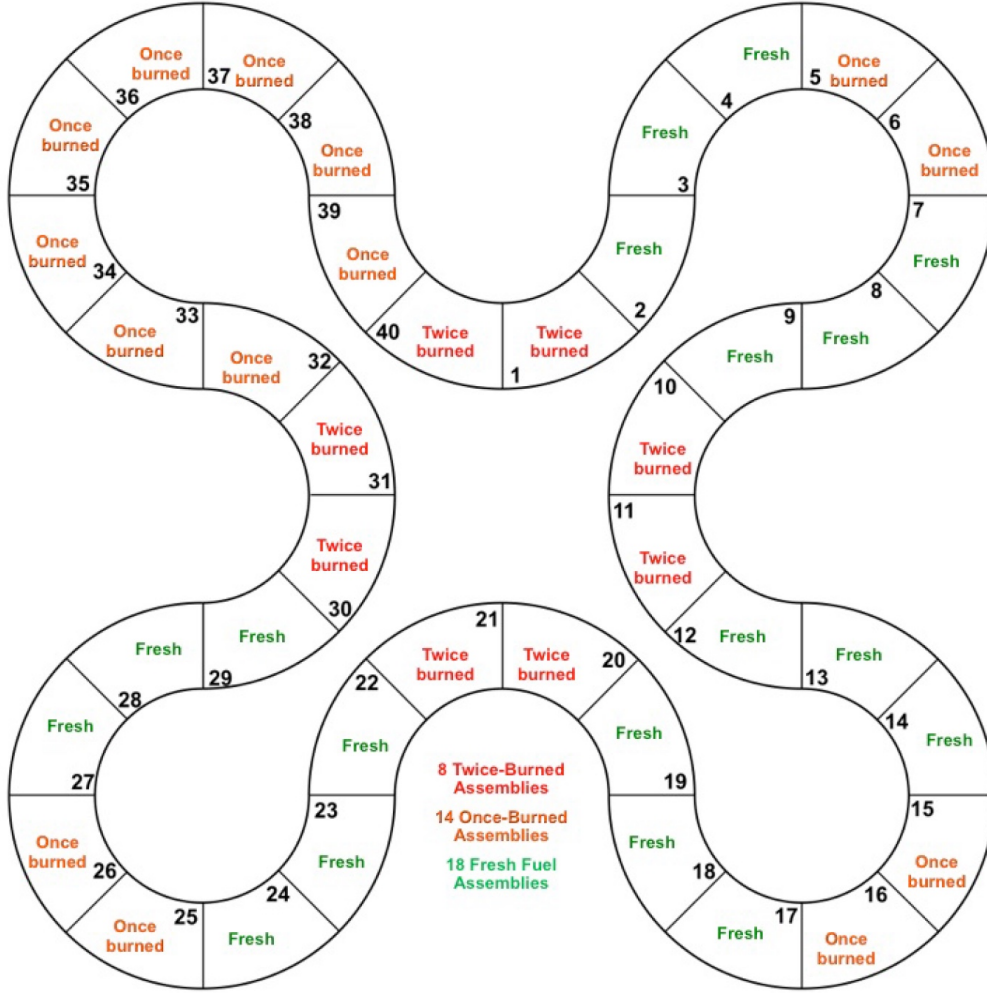 1
Twice
burned
2
Fresh
3
Fresh
4
Fresh
5
Once
burned
6
Once
burned
7
Fresh
8
Fresh
9
Fresh
10
Twice
burned
11
Twice
burned
12
Fresh
13
Fresh
14
Fresh
15
Once
burned
16
Once
burned
17
Fresh
18
Fresh
19
Fresh
20
Twice
burned
21
Twice
burned
22
Fresh
23
Fresh
24
Fresh
25
Once
burned
26
Once
burned
27
Fresh
28
Fresh
29
Fresh
30
Twice
burned
31
Twice
burned
32
Once
burned
33
Once
burned
34
Once
burned
35
Once
burned
36
Once
burned
37
Once
burned
38
Once
burned
39
Once
burned
40
Twice
burned
8 Twice-Burned
Assemblies
14 Once-Burned
Assemblies
18 Fresh Fuel
Assemblies